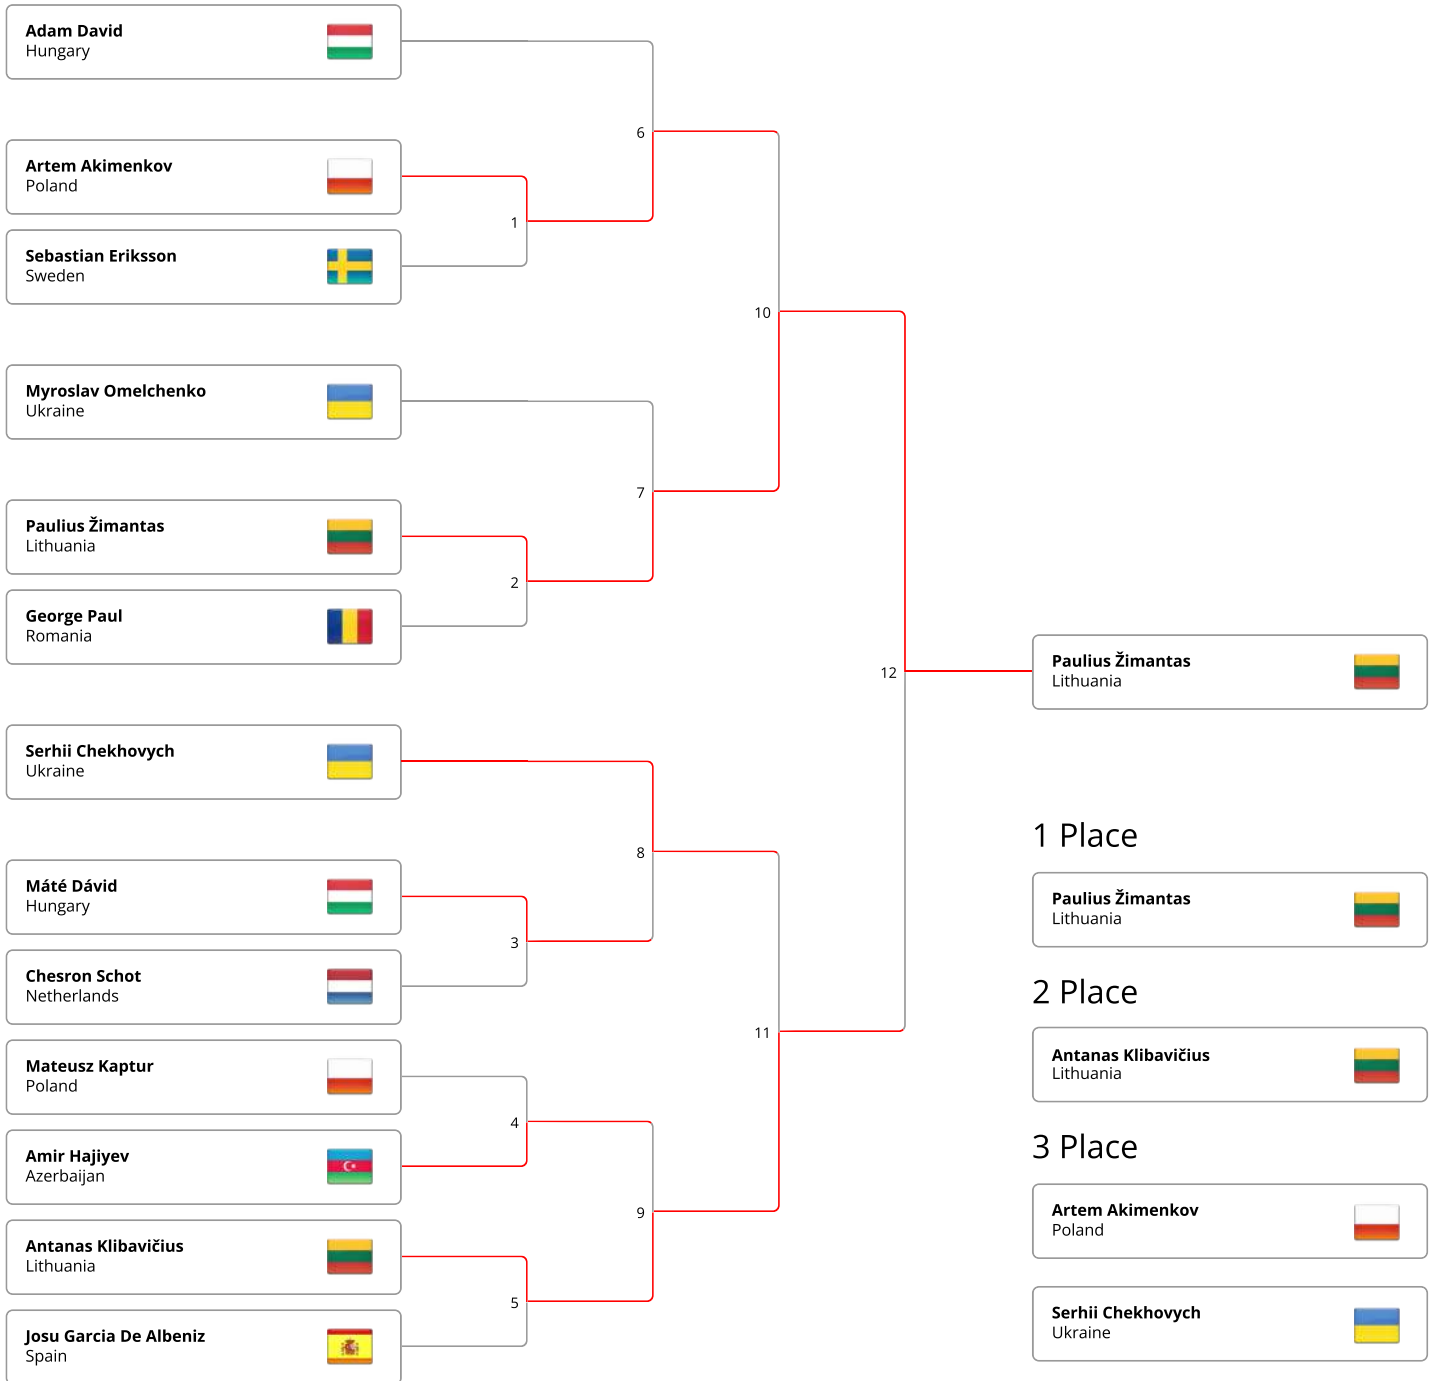 Adam David
Hungary
6
Artem Akimenkov
Poland
1
Sebastian Eriksson
Sweden
10
Myroslav Omelchenko
Ukraine
7
Paulius Žimantas
Lithuania
2
George Paul
Romania
12
Paulius Žimantas
Lithuania
Serhii Chekhovych
Ukraine
8
Máté Dávid
Hungary
3
Chesron Schot
Netherlands
11
Mateusz Kaptur
Poland
4
Amir Hajiyev
Azerbaijan
9
Antanas Klibavičius
Lithuania
5
Josu Garcia De Albeniz
Spain
1 Place
Paulius Žimantas
Lithuania
2 Place
Antanas Klibavičius
Lithuania
3 Place
Artem Akimenkov
Poland
Serhii Chekhovych
Ukraine